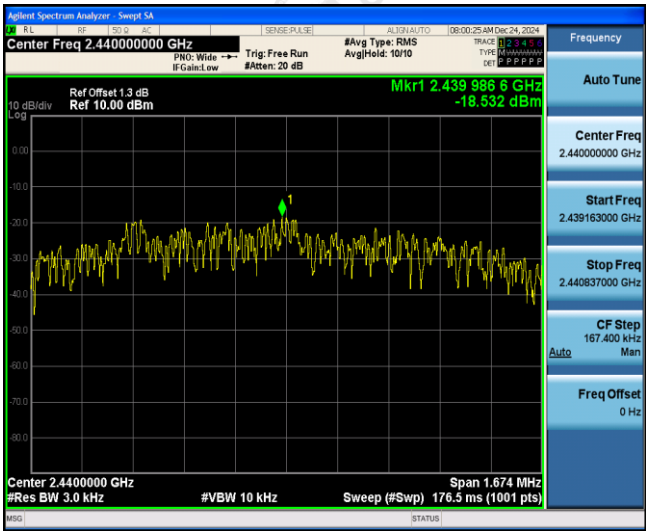 Agilent Spectrum Analyzer - Swept SA
RL RF 50 Ω AC SENSE:PULSE ALIGN AUTO 08:00:25 AM Dec 24, 2024
Center Freq 2.440000000 GHz #Avg Type: RMS TRACE 1 2 3 4 5 6
PNO: Wide Trig: Free Run Avg|Hold: 10/10 TYPE M
IFGain:Low #Atten: 20 dB DET P P P P P P
Mkr1 2.439 986 6 GHz
Ref Offset 1.3 dB
10 dB/div Ref 10.00 dBm -18.532 dBm
Log
1
0.00
-10.0
-20.0
-30.0
-40.0
-50.0
-60.0
-70.0
-80.0
Center 2.4400000 GHz Span 1.674 MHz
#Res BW 3.0 kHz #VBW 10 kHz Sweep (#Swp) 176.5 ms (1001 pts)
MSG STATUS
Frequency
Auto Tune
Center Freq
2.440000000 GHz
Start Freq
2.439163000 GHz
Stop Freq
2.440837000 GHz
CF Step
167.400 kHz
Auto Man
Freq Offset
0 Hz